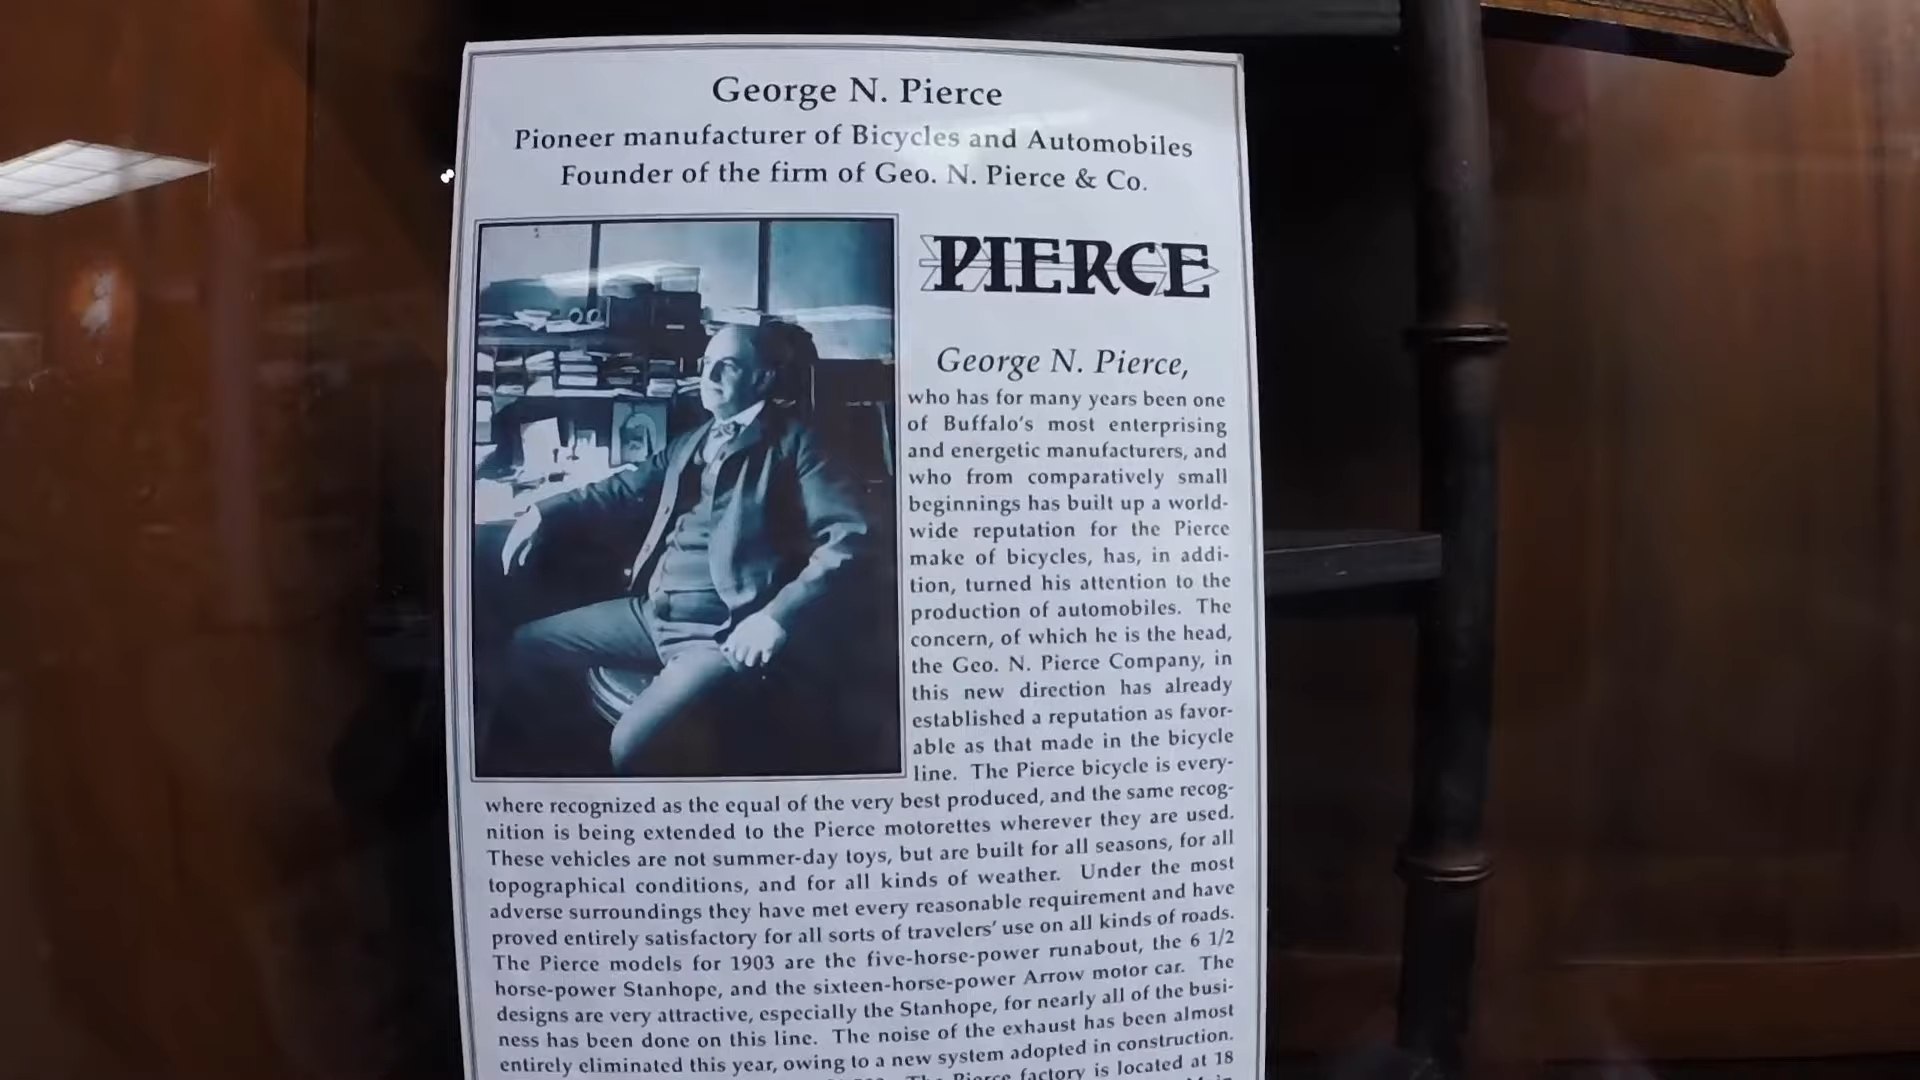 George N. Pierce
Pioneer manufacturer of Bicycles and Automobiles
Founder of the firm of Geo. N. Pierce & Co.
PIERCE
George N. Pierce,
who has for many years been one
of Buffalo's most enterprising
and energetic manufacturers, and
who from comparatively small
beginnings has built up a world-
wide reputation for the Pierce
make of bicycles, has, in addi-
tion, turned his attention to the
production of automobiles. The
concern, of which he is the head,
the Geo. N. Pierce Company, in
this new direction has already
established a reputation as favor-
able as that made in the bicycle
line. The Pierce bicycle is every-
where recognized as the equal of the very best produced, and the same recog-
nition is being extended to the Pierce motorettes wherever they are used.
These vehicles are not summer-day toys, but are built for all seasons, for all
topographical conditions, and for all kinds of weather. Under the most
adverse surroundings they have met every reasonable requirement and have
proved entirely satisfactory for all sorts of travelers' use on all kinds of roads.
The Pierce models for 1903 are the five-horse-power runabout, the 6 1/2
horse-power Stanhope, and the sixteen-horse-power Arrow motor car. The
designs are very attractive, especially the Stanhope, for nearly all of the busi-
ness has been done on this line. The noise of the exhaust has been almost
entirely eliminated this year, owing to a new system adopted in construction.
The Pierce factory is located at 18